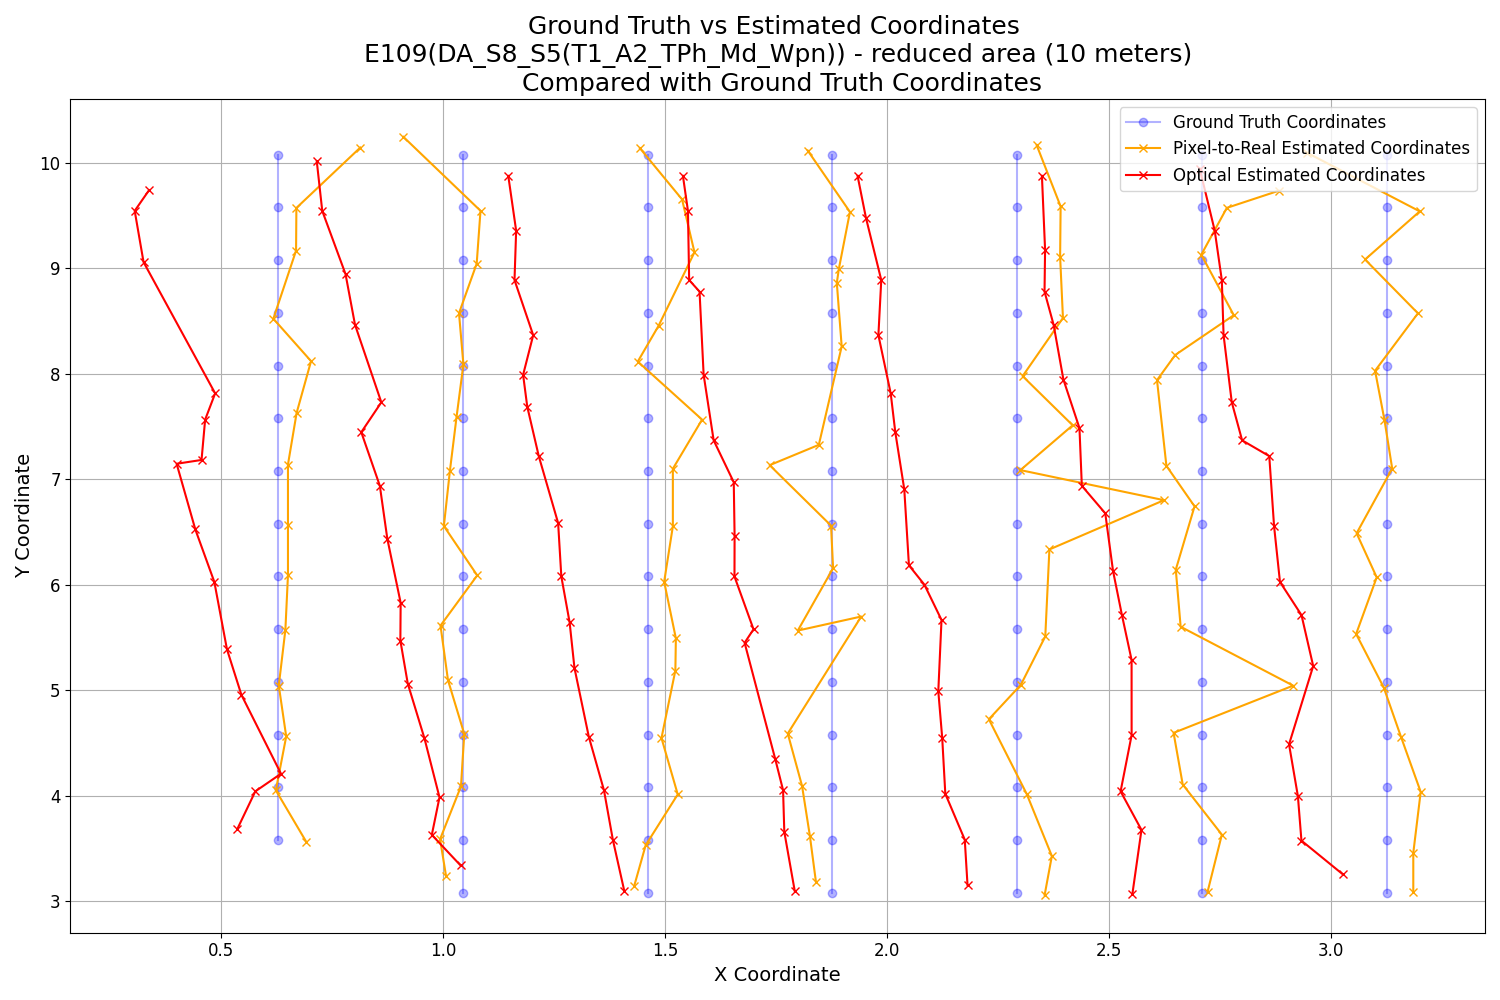 Ground Truth vs Estimated Coordinates
E109(DA_S8_S5(T1_A2_TPh_Md_Wpn)) - reduced area (10 meters)
Compared with Ground Truth Coordinates
Ground Truth Coordinates
Pixel-to-Real Estimated Coordinates
Optical Estimated Coordinates
Y Coordinate
10
9
8
7
6
5
4
3
0.5
1.0
1.5
2.0
2.5
3.0
X Coordinate